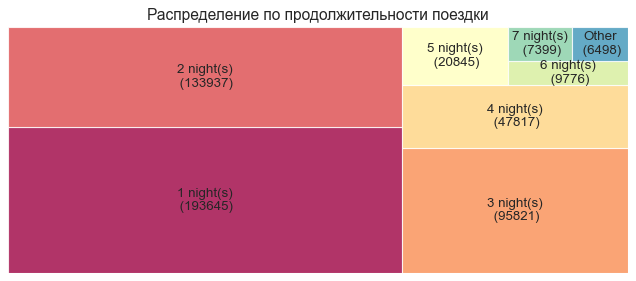 Распределение по продолжительности поездки
2 night(s)
(133937)
1 night(s)
(193645)
5 night(s)
(20845)
7 night(s)
(7399)
Other
(6498)
6 night(s)
(9776)
4 night(s)
(47817)
3 night(s)
(95821)